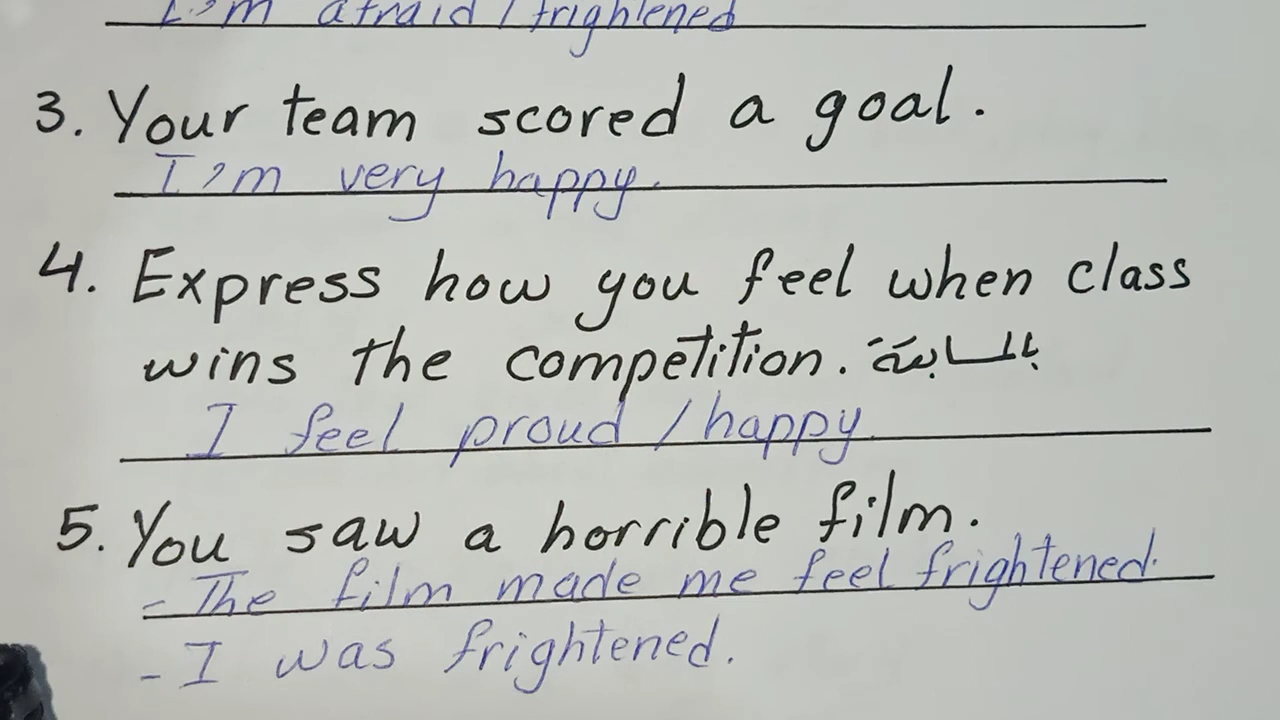 I'm afraid / frightened
3. Your team scored a goal.
I'm very happy.
4. Express how you feel when class
wins the competition. بالمسابقة
I feel proud / happy
5. You saw a horrible film.
- The film made me feel frightened.
- I was frightened.